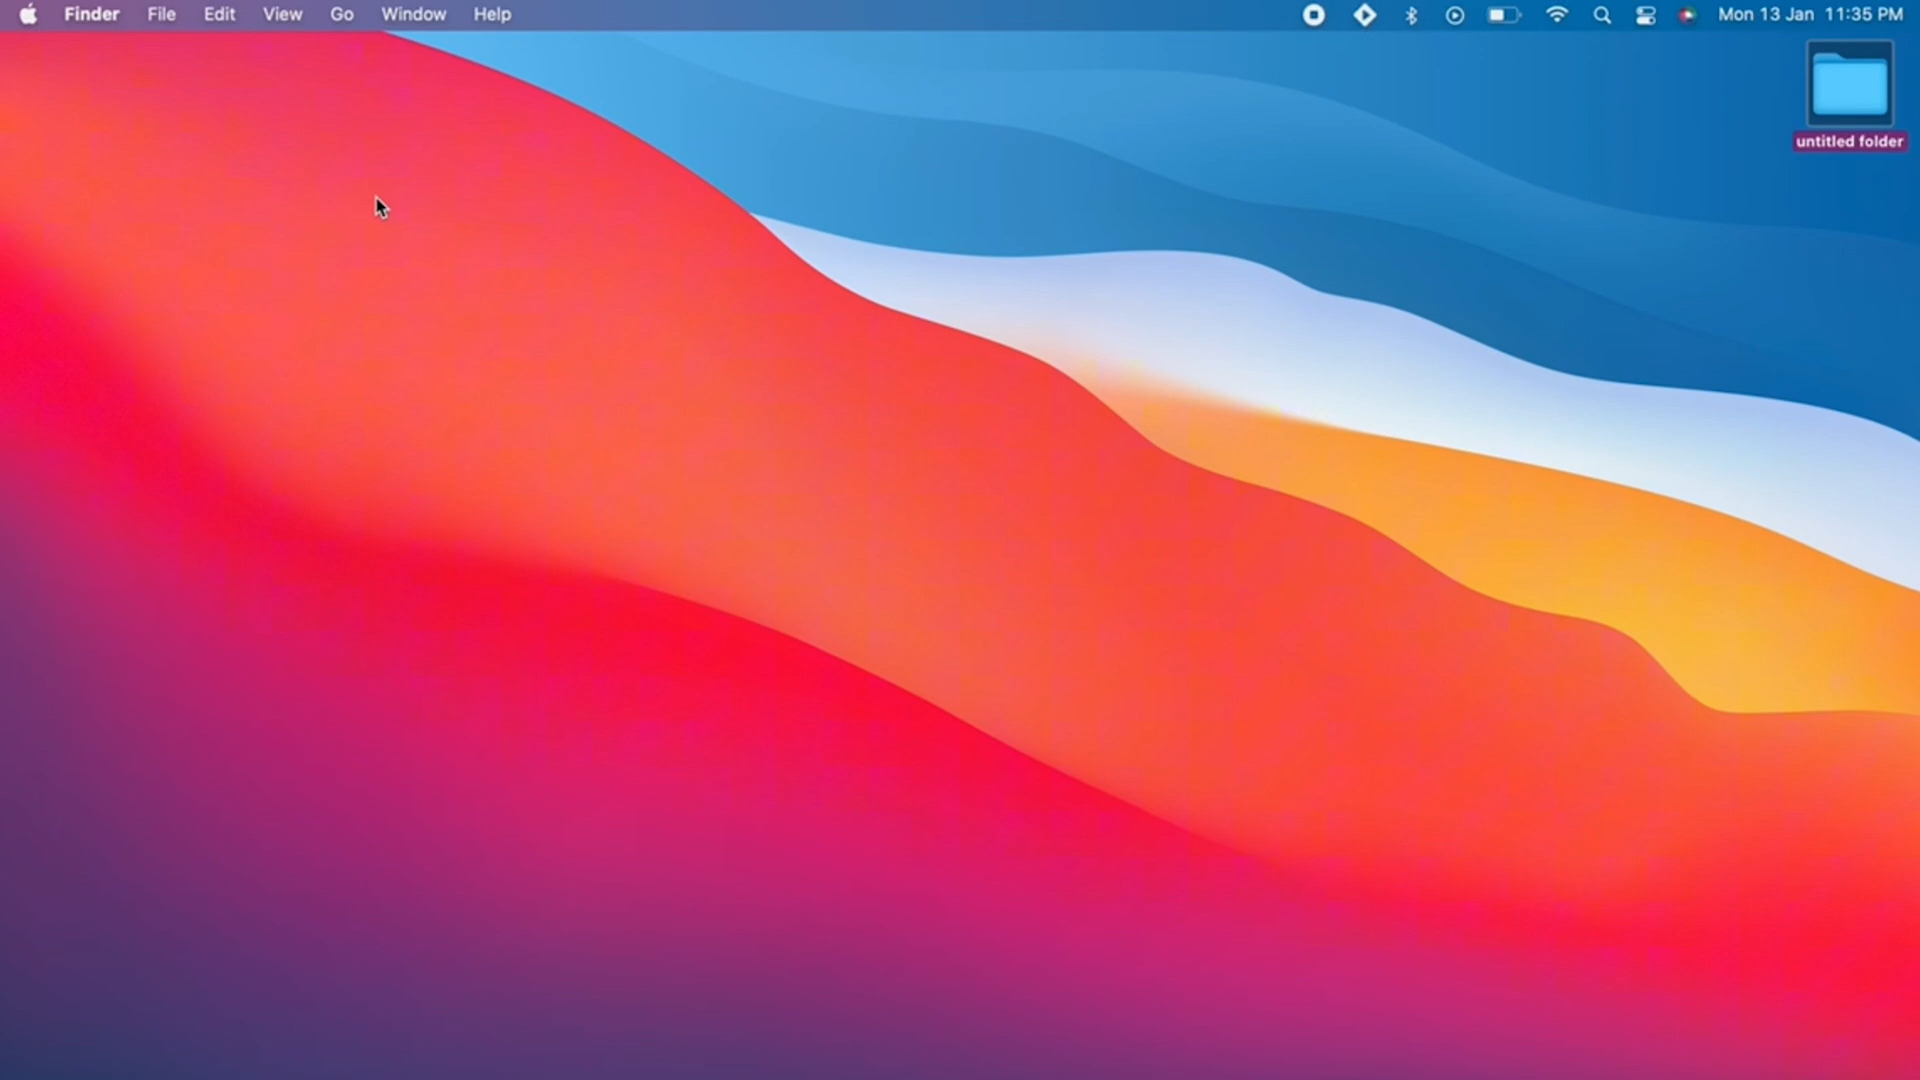 Finder File Edit View Go Window Help Mon 13 Jan 11:35 PM
untitled folder